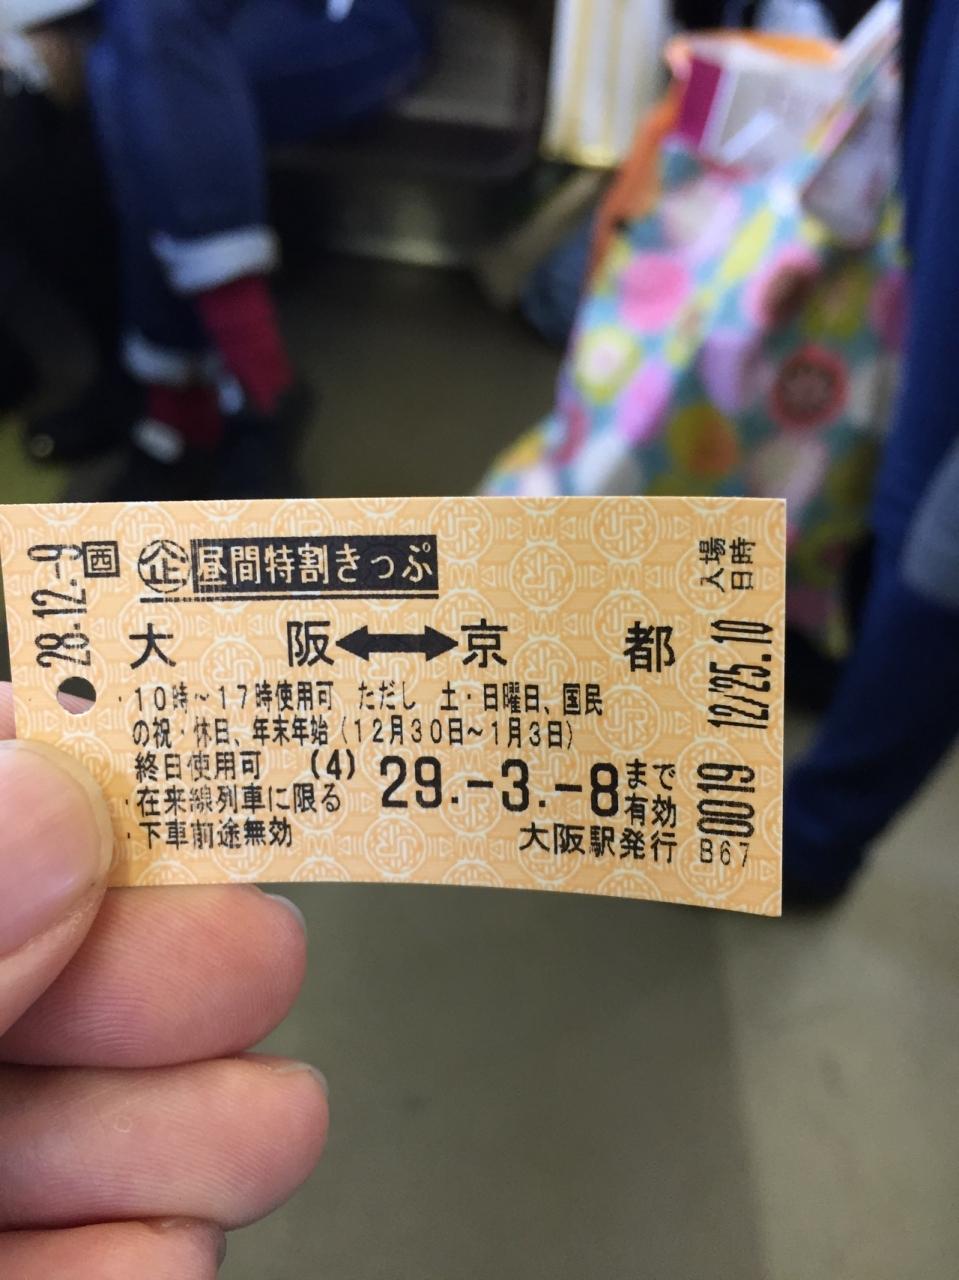 28.12.-9
西 企 昼間特割きっぷ
大阪↔京都
・10時～17時使用可 ただし 土・日曜日、国民
の祝・休日、年末年始（12月30日～1月3日）
終日使用可 (4) 29.-3.-8まで有効
・在来線列車に限る
・下車前途無効 大阪駅発行
入場日時
12/25.10
0019
B67